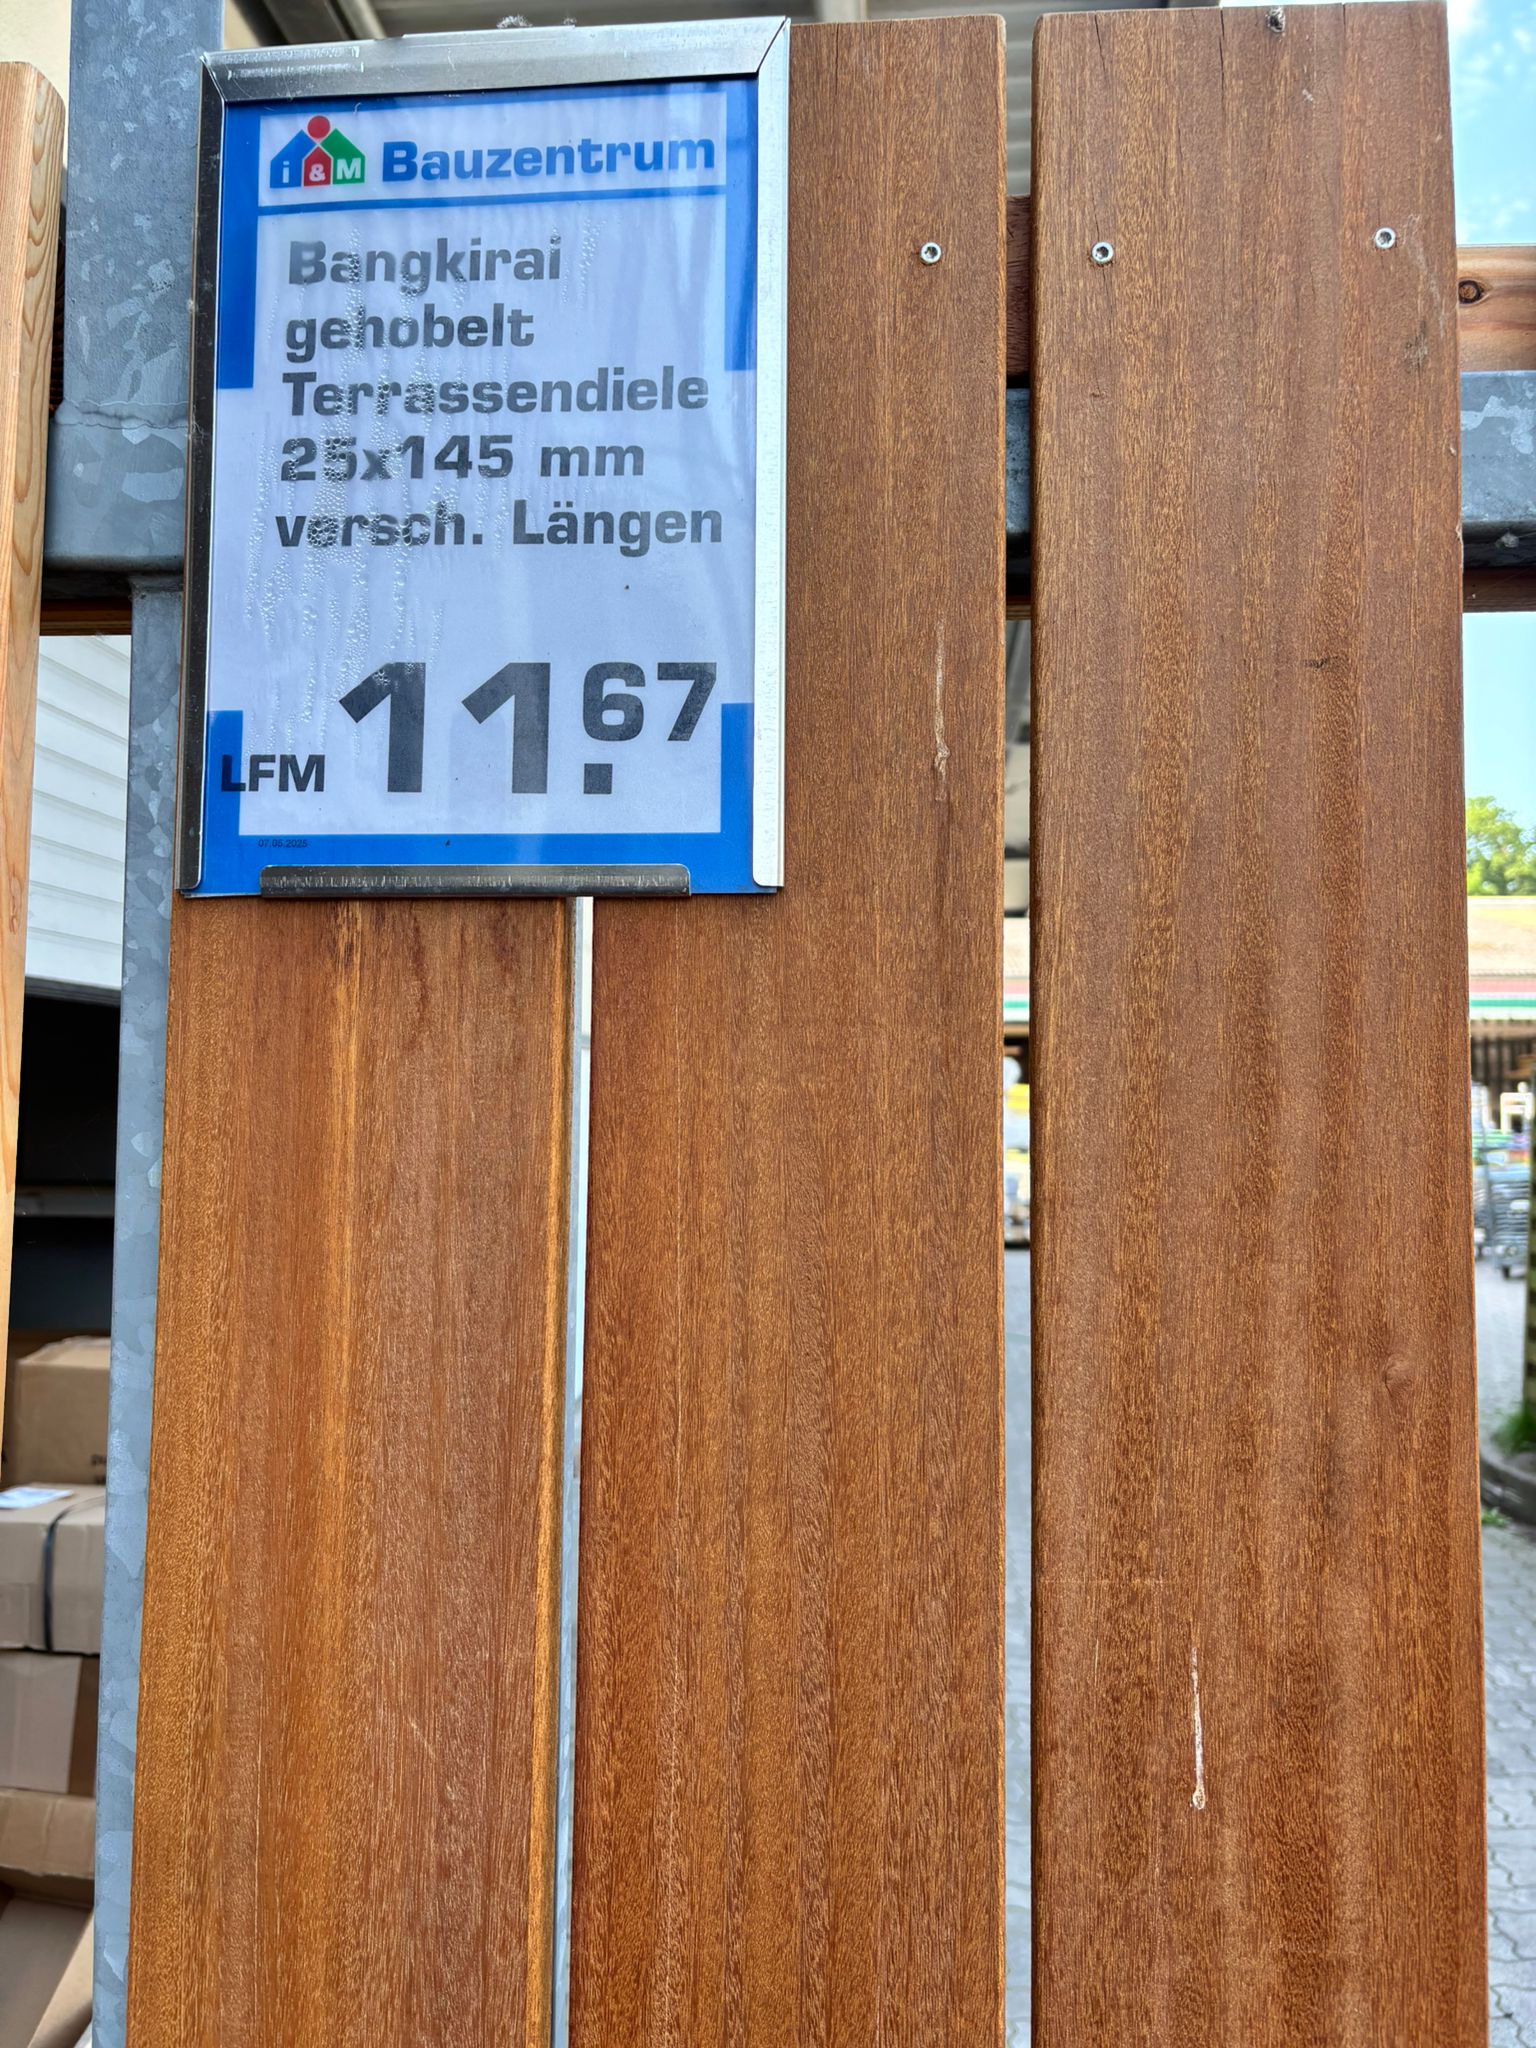 i&M Bauzentrum
Bangkirai
gehobelt
Terrassendiele
25x145 mm
versch. Längen
LFM 11.67
07.05.2025